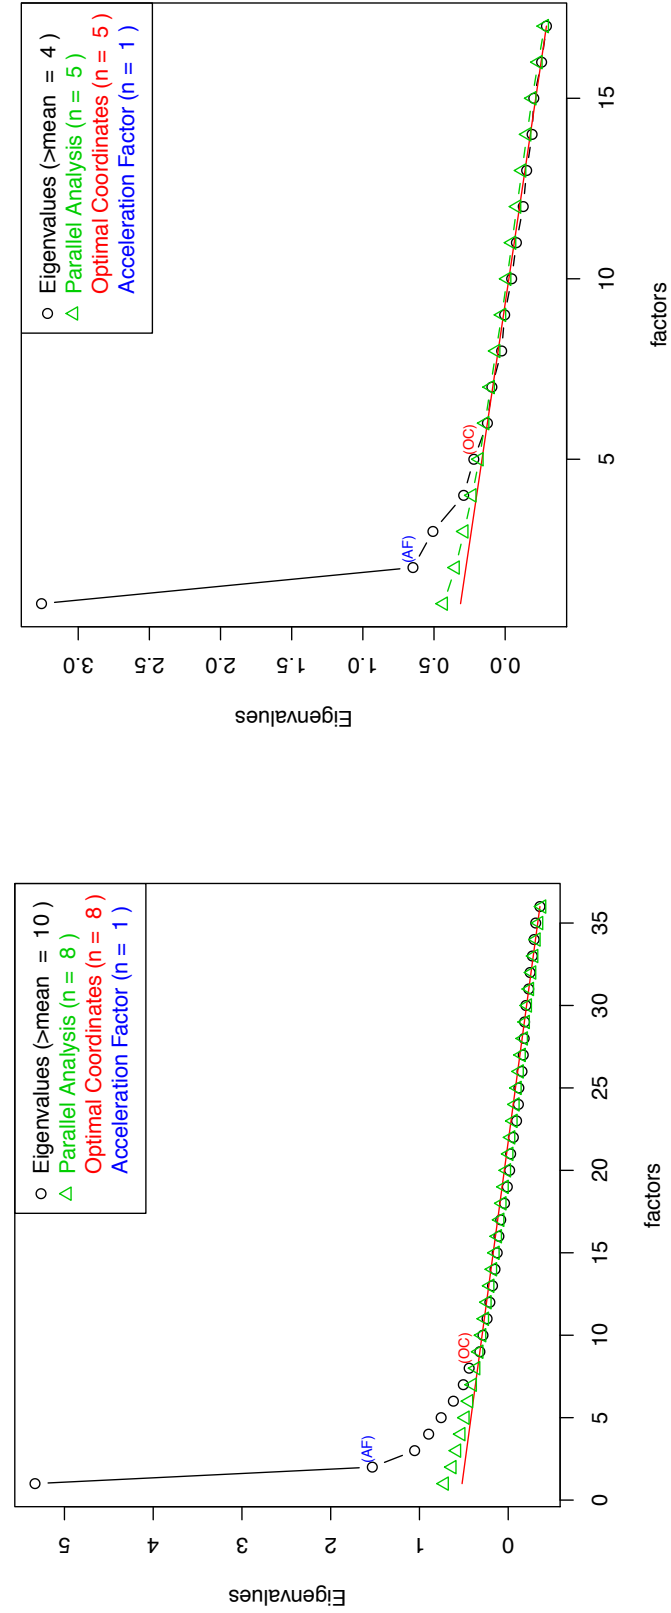 Eigenvalues (>mean = 4 )
Parallel Analysis (n = 5 )
Optimal Coordinates (n = 5 )
Acceleration Factor (n = 1 )
(AF)
(OC)
3.0 2.5 2.0 1.5 1.0 0.5 0.0
5 10 15
Eigenvalues
factors
Eigenvalues (>mean = 10 )
Parallel Analysis (n = 8 )
Optimal Coordinates (n = 8 )
Acceleration Factor (n = 1 )
(AF)
(OC)
5 4 3 2 1 0
0 5 10 15 20 25 30 35
Eigenvalues
factors